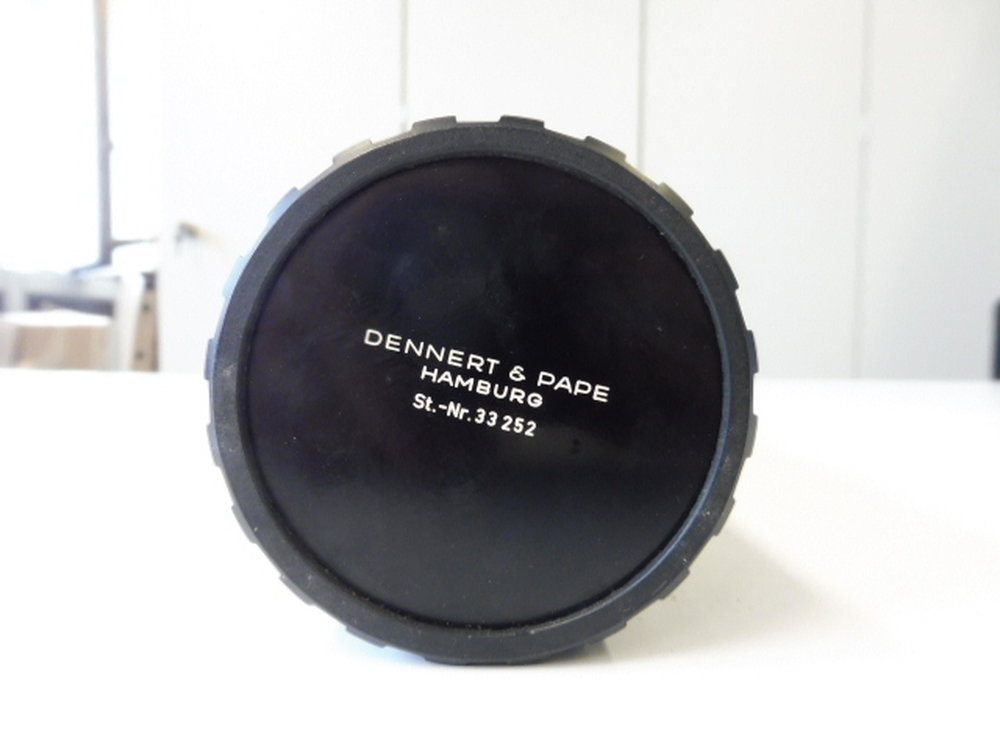 DENNERT & PAPE
HAMBURG
St.-Nr. 33 252